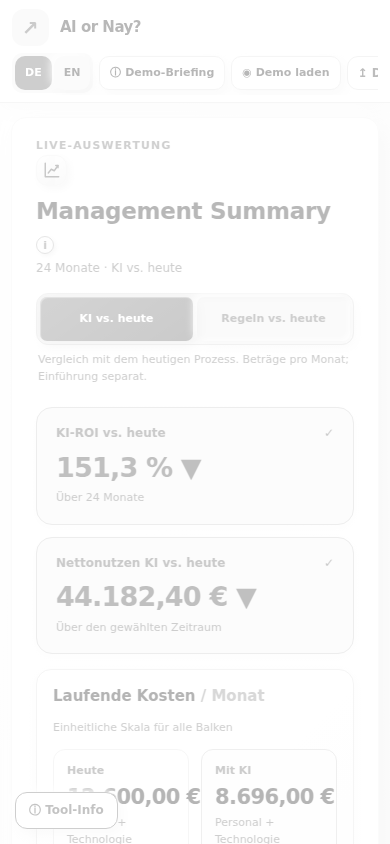 ↗ AI or Nay?
DE EN ⓘ Demo-Briefing ◉ Demo laden ↥
LIVE-AUSWERTUNG
Management Summary
i
24 Monate · KI vs. heute
KI vs. heute Regeln vs. heute
Vergleich mit dem heutigen Prozess. Beträge pro Monat;
Einführung separat.
KI-ROI vs. heute ✓
151,3 % ▼
Über 24 Monate
Nettonutzen KI vs. heute ✓
44.182,40 € ▼
Über den gewählten Zeitraum
Laufende Kosten / Monat
Einheitliche Skala für alle Balken
Heute Mit KI
600,00 € 8.696,00 €
+ Personal +
Technologie Technologie
ⓘ Tool-Info